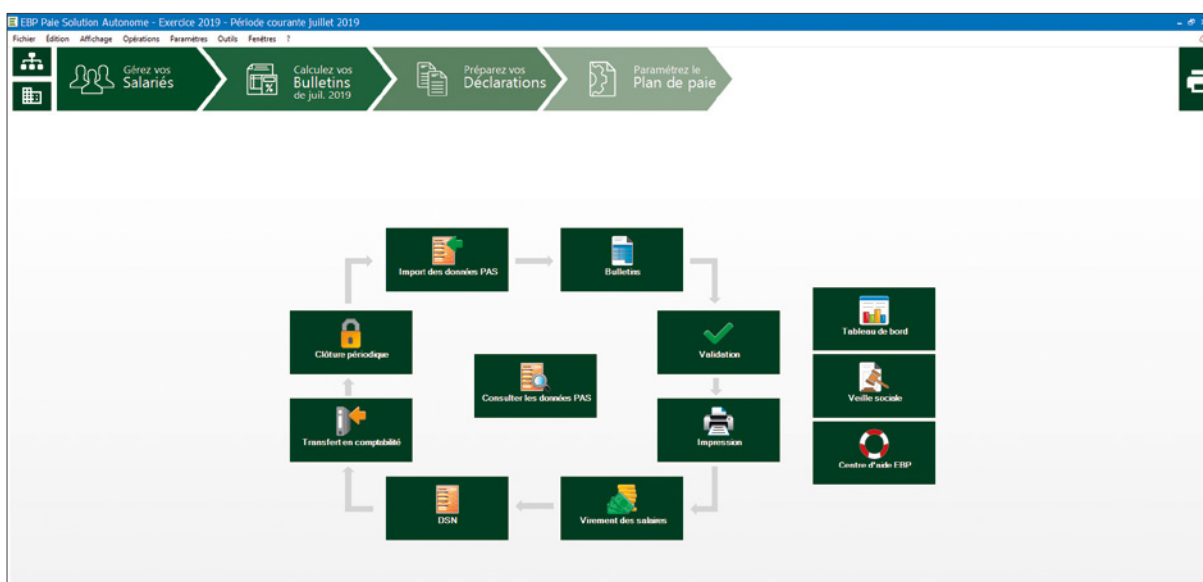 EBP Paie Solution Autonome - Exercice 2019 - Période courante juillet 2019
Fichier Édition Affichage Opérations Paramètres Outils Fenêtres ?
Gérez vos
Salariés
Calculez vos
Bulletins
de juil. 2019
Préparez vos
Déclarations
Paramétrez le
Plan de paie
Import des données PAS
Bulletins
Clôture périodique
Validation
Tableau de bord
Consulter les données PAS
Veille sociale
Transfert en comptabilité
Impression
Centre d'aide EBP
DSN
Virement des salaires